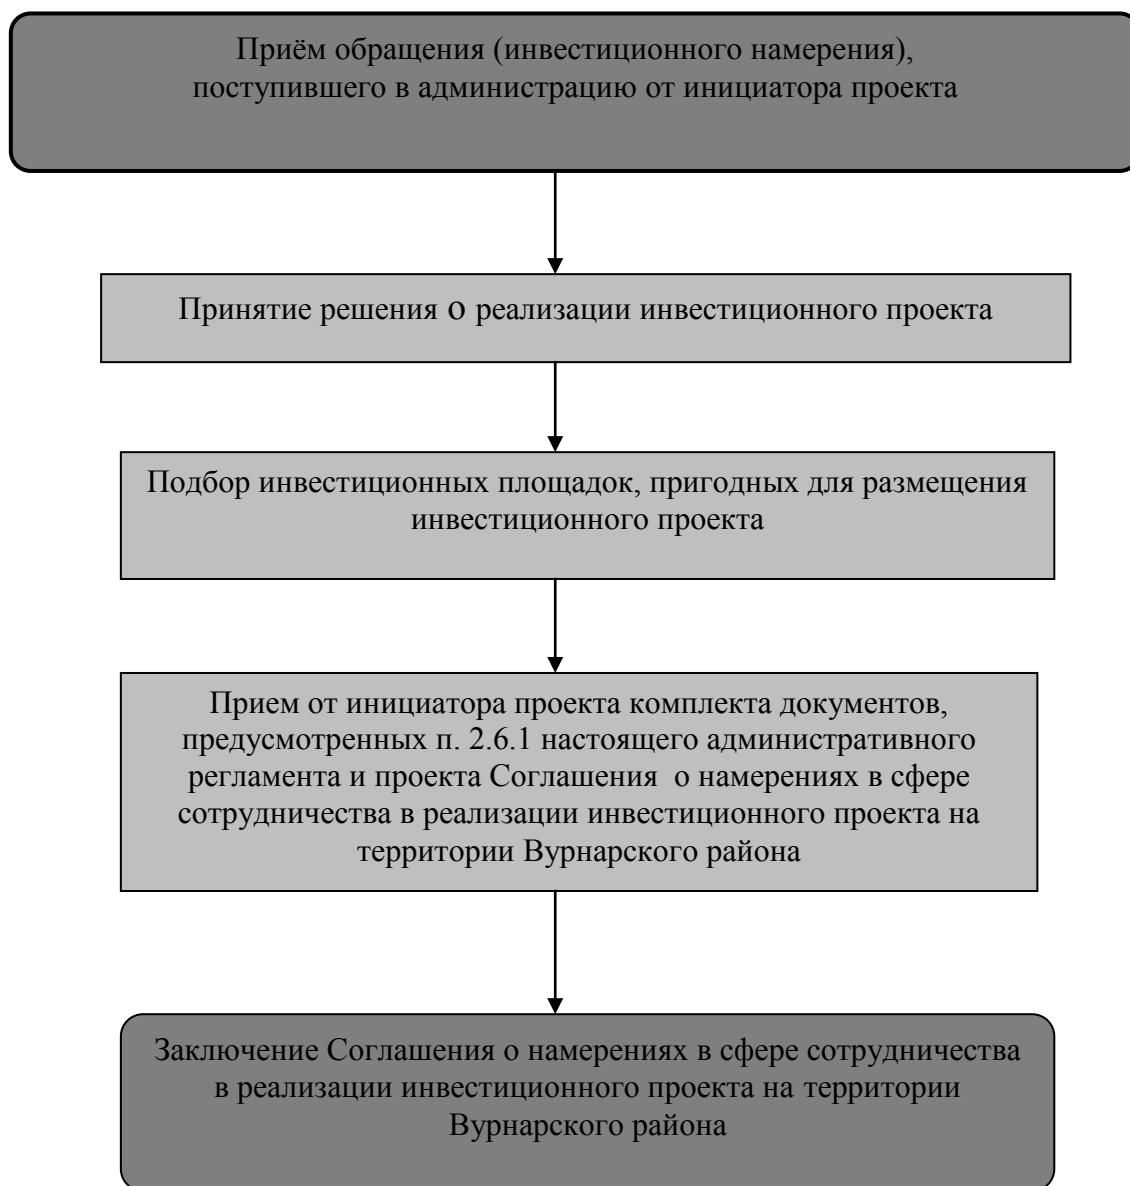 Приём обращения (инвестиционного намерения),
поступившего в администрацию от инициатора проекта
Принятие решения о реализации инвестиционного проекта
Подбор инвестиционных площадок, пригодных для размещения
инвестиционного проекта
Прием от инициатора проекта комплекта документов,
предусмотренных п. 2.6.1 настоящего административного
регламента и проекта Соглашения о намерениях в сфере
сотрудничества в реализации инвестиционного проекта на
территории Вурнарского района
Заключение Соглашения о намерениях в сфере сотрудничества
в реализации инвестиционного проекта на территории
Вурнарского района